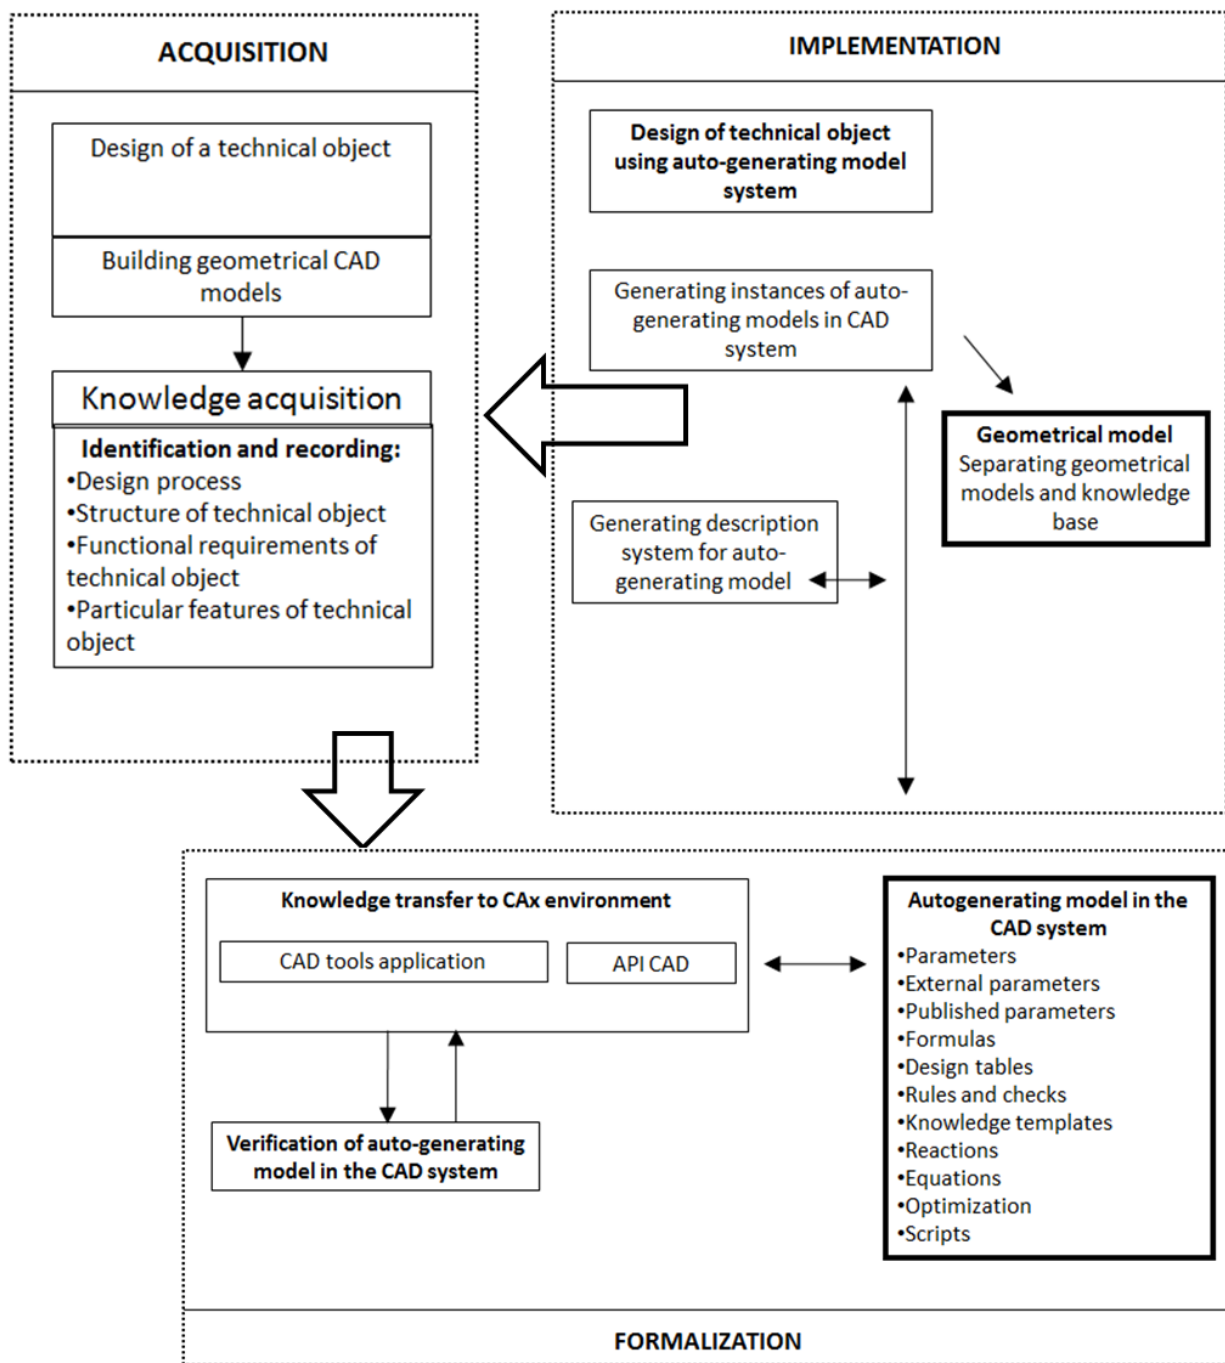 ACQUISITION
Design of a technical object
Building geometrical CAD
models
Knowledge acquisition
Identification and recording:
•Design process
•Structure of technical object
•Functional requirements of
technical object
•Particular features of technical
object
IMPLEMENTATION
Design of technical object
using auto-generating model
system
Generating instances of auto-
generating models in CAD
system
Geometrical model
Separating geometrical
models and knowledge
base
Generating description
system for auto-
generating model
Knowledge transfer to CAx environment
CAD tools application
API CAD
Verification of auto-generating
model in the CAD system
Autogenerating model in the
CAD system
•Parameters
•External parameters
•Published parameters
•Formulas
•Design tables
•Rules and checks
•Knowledge templates
•Reactions
•Equations
•Optimization
•Scripts
FORMALIZATION